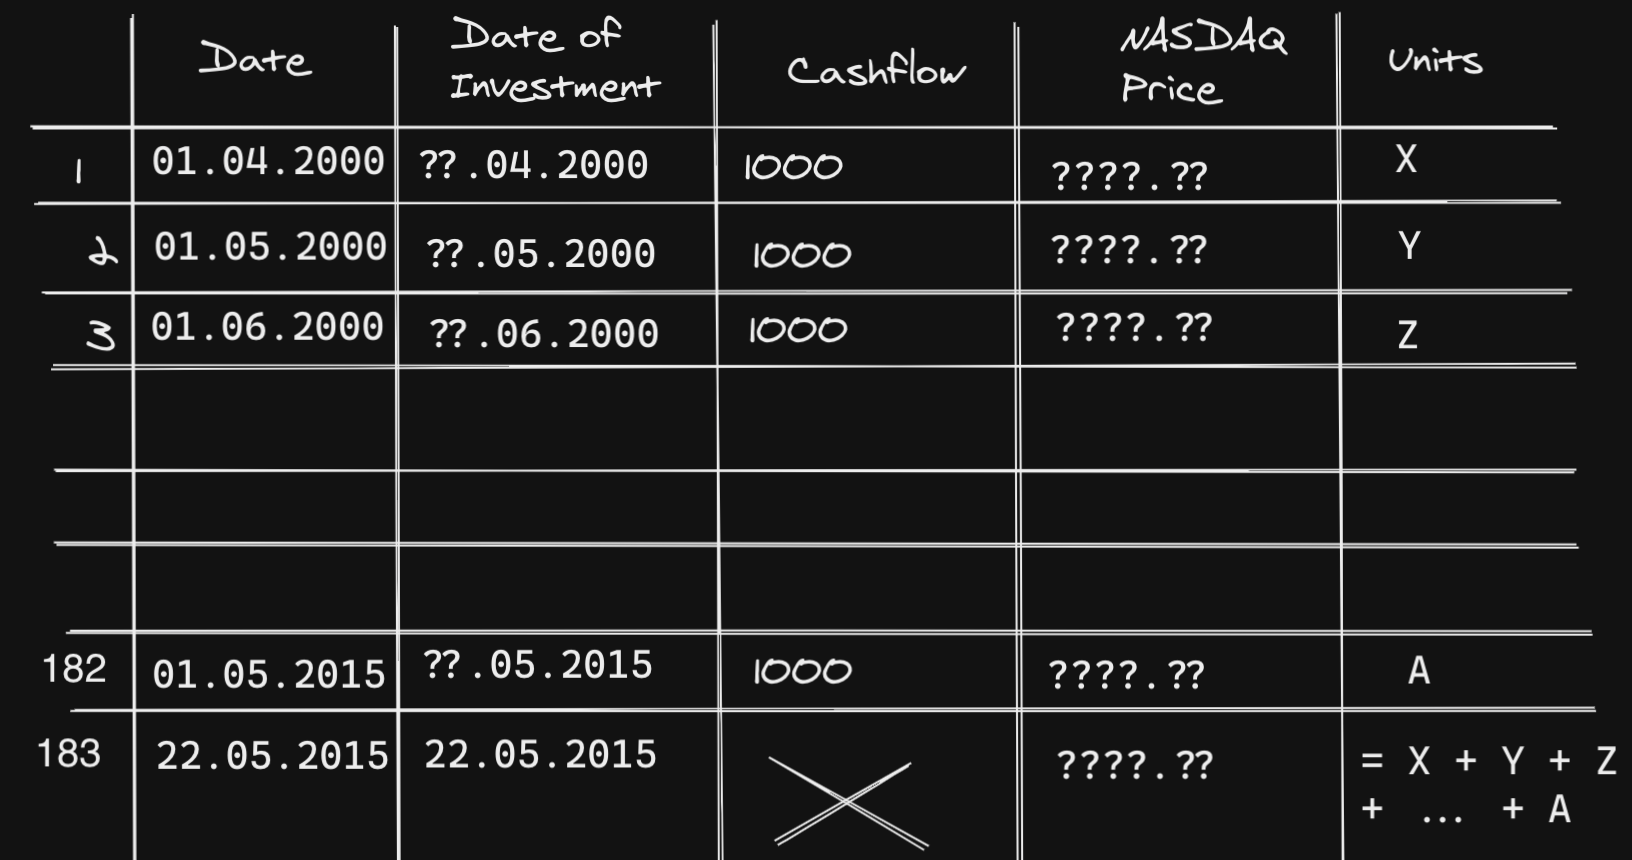 Date
Date of
Investment
Cashflow
NASDAQ
Price
Units
1 01.04.2000 ??.04.2000 1000 ????.?? X
2 01.05.2000 ??.05.2000 1000 ????.?? Y
3 01.06.2000 ??.06.2000 1000 ????.?? Z
182 01.05.2015 ??.05.2015 1000 ????.?? A
183 22.05.2015 22.05.2015 ????.?? = X + Y + Z
+ ... + A